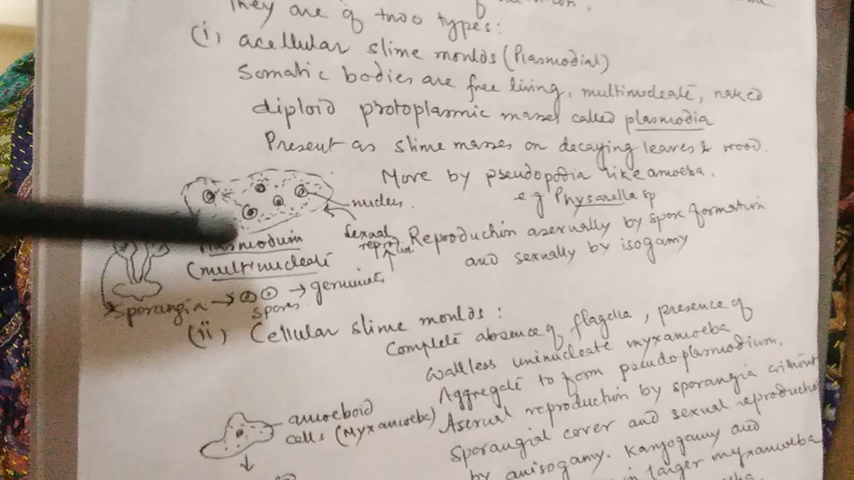 They are of two types:
(i) acellular slime moulds (Plasmodial)
Somatic bodies are free living, multinucleate, naked
diploid protoplasmic masses called plasmodia
Present as slime masses on decaying leaves & wood.
Move by pseudopodia like amoeba.
e.g Physarella sp
nuclei
Plasmodium
(multinucleate
Sexual
Reproduction asexually by spore formation
and sexually by isogamy
Sporangia → spores → germinate
(ii) Cellular slime moulds:
Complete absence of flagella, presence of
wallless uninucleate myxamoeba
Aggregate to form pseudoplasmodium.
Asexual reproduction by sporangia without
sporangial cover and sexual reproduction
by anisogamy. Karyogamy and
in larger myxamoeba
amoeboid
cells (Myxamoebae)